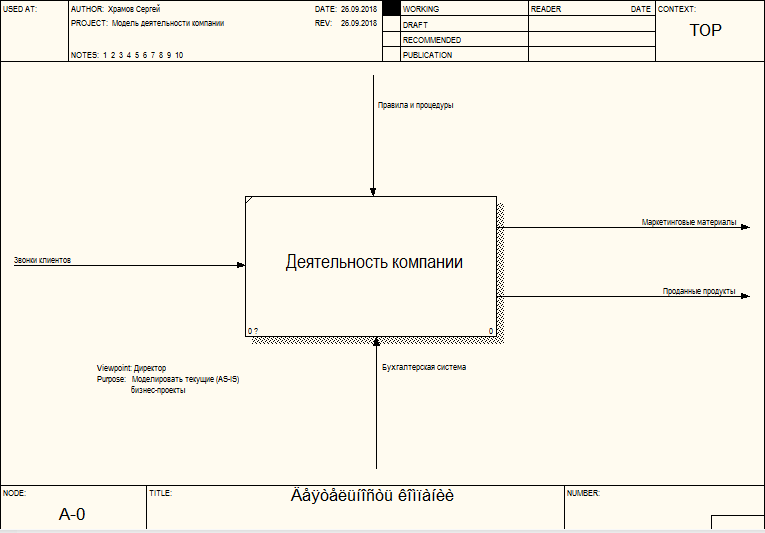 USED AT:
AUTHOR: Храмов Сергей
DATE: 26.09.2018
PROJECT: Модель деятельности компании
REV: 26.09.2018
NOTES: 1 2 3 4 5 6 7 8 9 10
WORKING
DRAFT
RECOMMENDED
PUBLICATION
READER
DATE
CONTEXT:
TOP
Правила и процедуры
Маркетинговые материалы
Звонки клиентов
Деятельность компании
Проданные продукты
0 ?
0
Бухгалтерская система
Viewpoint: Директор
Purpose: Моделировать текущие (AS-IS)
бизнес-проекты
NODE:
A-0
TITLE:
Äåÿòåëüíîñòü êîìïàíèè
NUMBER: